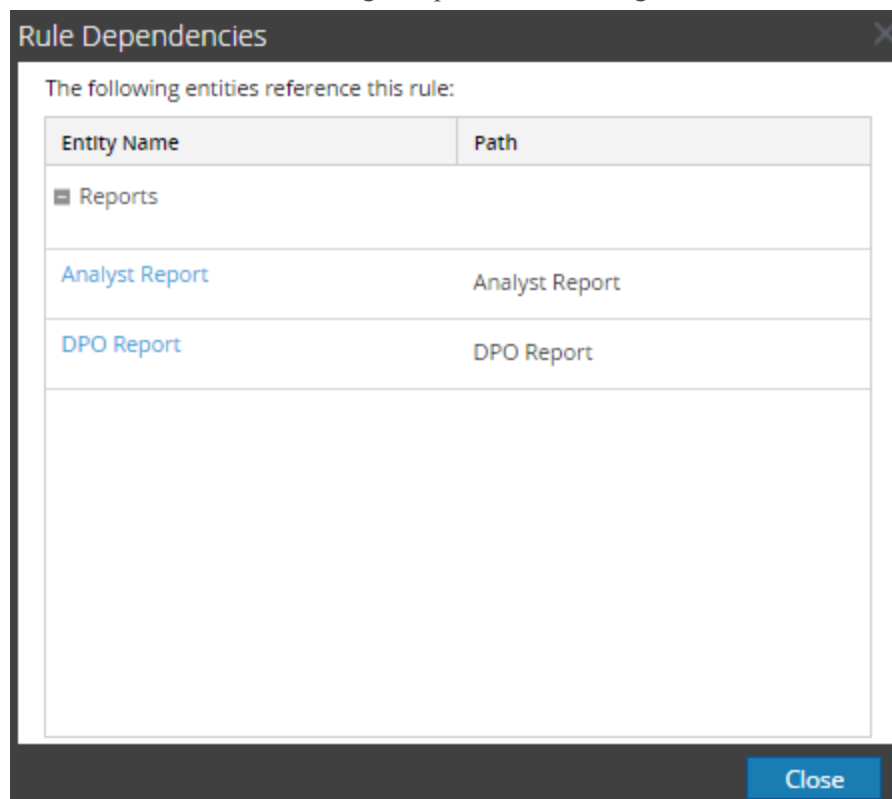 Rule Dependencies
The following entities reference this rule:
Entity Name Path
Reports
Analyst Report Analyst Report
DPO Report DPO Report
Close